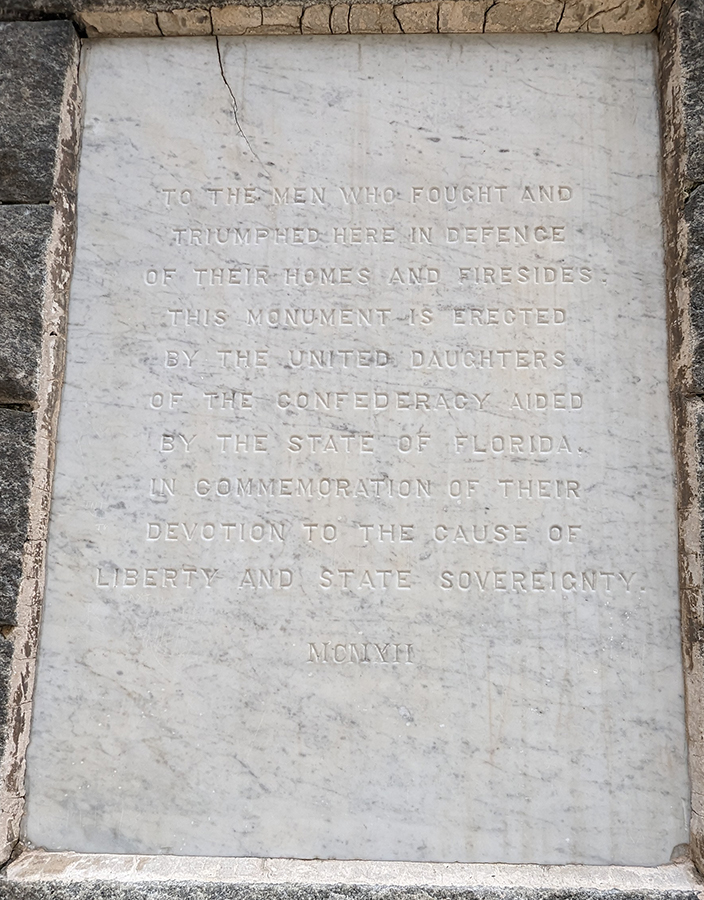 TO THE MEN WHO FOUGHT AND
TRIUMPHED HERE IN DEFENCE
OF THEIR HOMES AND FIRESIDES.
THIS MONUMENT IS ERECTED
BY THE UNITED DAUGHTERS
OF THE CONFEDERACY AIDED
BY THE STATE OF FLORIDA.
IN COMMEMORATION OF THEIR
DEVOTION TO THE CAUSE OF
LIBERTY AND STATE SOVEREIGNTY.
MCMXII